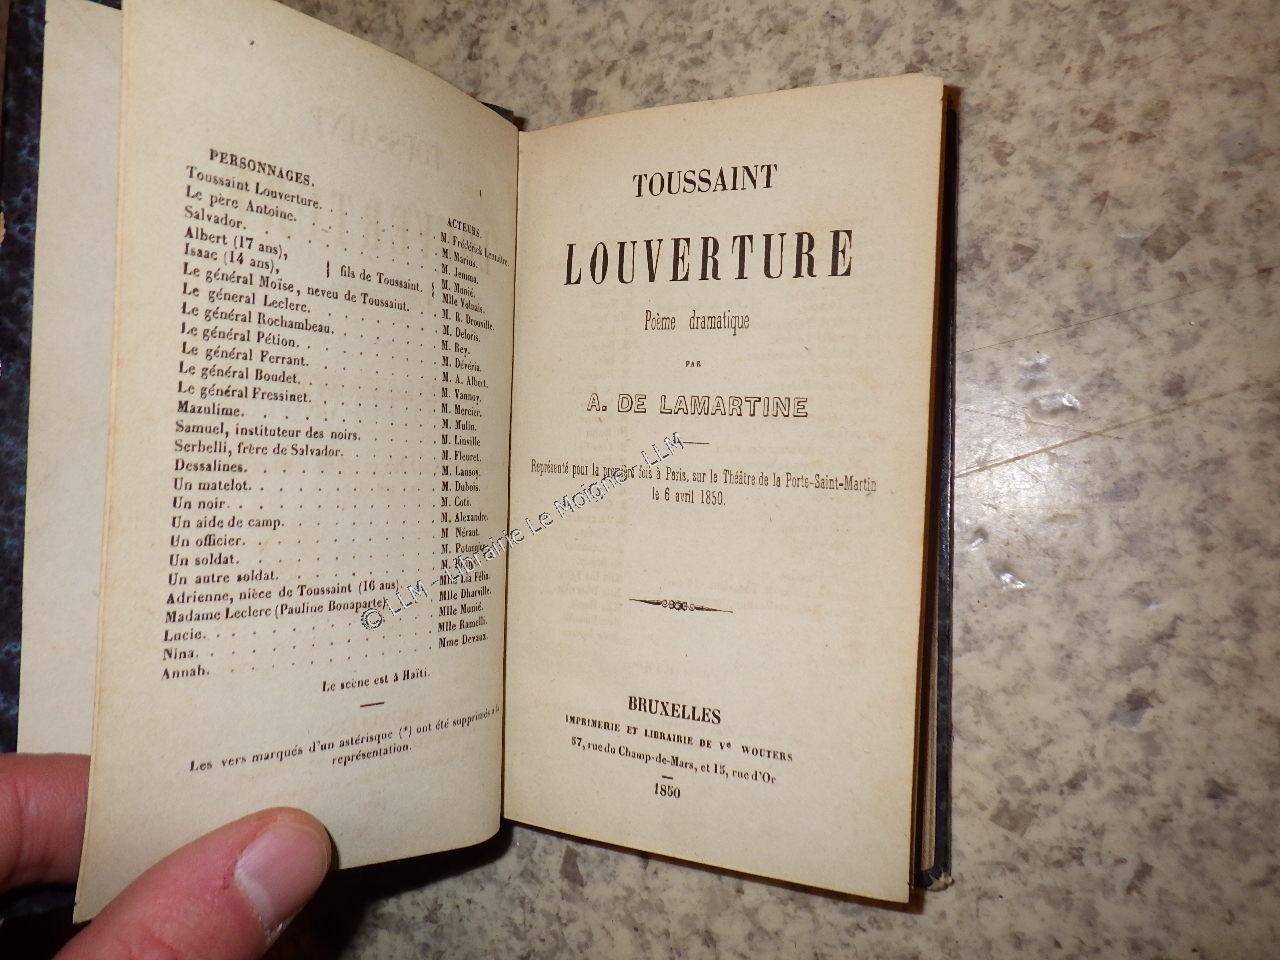 PERSONNAGES.
ACTEURS.
Toussaint Louverture. M. Frédérick Lemaître.
Le père Antoine. M. Marius.
Salvador. M. Jemma.
Albert (17 ans), M. Munié.
Isaac (14 ans), } fils de Toussaint. { Mlle Volnais.
Le général Moïse, neveu de Toussaint. M. R. Drouville.
Le géneral Leclerc. M. Deloris.
Le général Rochambeau. M. Rey.
Le général Pétion. M. Dévéria.
Le général Ferrant. M. A. Albert.
Le général Boudet. M. Vannoy.
Le général Fressinet. M. Mercier.
Mazulime. M. Mulin.
Samuel, instituteur des noirs. M. Linville
Serbelli, frère de Salvador. M. Fleuret.
Dessalines. M. Lansoy.
Un matelot. M. Dubois.
Un noir. M. Coti.
Un aide de camp. M. Alexandre.
Un officier. M Néraut.
Un soldat. M.
Un autre soldat. M.
Adrienne, nièce de Toussaint (16 ans). Mlle Lia Félix.
Madame Leclerc (Pauline Bonaparte). Mlle Dharville.
Lucie. Mlle Munié.
Nina. Mlle Ramelli.
Annah. Mme Devaux.
Le scène est à Haïti.
Les vers marqués d'un astérisque (*) ont été supprimés à la
représentation.
TOUSSAINT
LOUVERTURE
Poème dramatique
PAR
A. DE LAMARTINE
Représenté pour la première fois à Paris, sur le Théâtre de la Porte-Saint-Martin
le 6 avril 1850.
BRUXELLES
IMPRIMERIE ET LIBRAIRIE DE Ve WOUTERS
57, rue du Champ-de-Mars, et 15, rue d'Or
1850
© LLM - Librairie Le Moigne - LLM